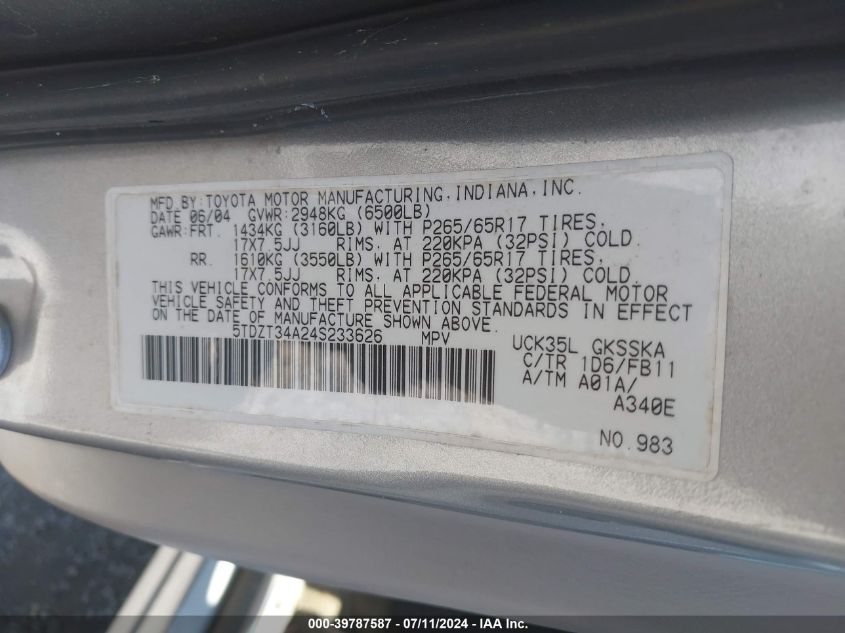 MFD.BY:TOYOTA MOTOR MANUFACTURING,INDIANA,INC.
DATE 06/04 GVWR:2948KG (6500LB)
GAWR:FRT. 1434KG (3160LB) WITH P265/65R17 TIRES.
17X7.5JJ RIMS. AT 220KPA (32PSI) COLD.
RR. 1610KG (3550LB) WITH P265/65R17 TIRES.
17X7.5JJ RIMS. AT 220KPA (32PSI) COLD
THIS VEHICLE CONFORMS TO ALL APPLICABLE FEDERAL MOTOR
VEHICLE SAFETY AND THEFT PREVENTION STANDARDS IN EFFECT
ON THE DATE OF MANUFACTURE SHOWN ABOVE.
5TDZT34A24S233626 MPV UCK35L GKSSKA
C/TR 1D6/FB11
A/TM A01A/
A340E
NO.983
000-39787587 - 07/11/2024 - IAA Inc.